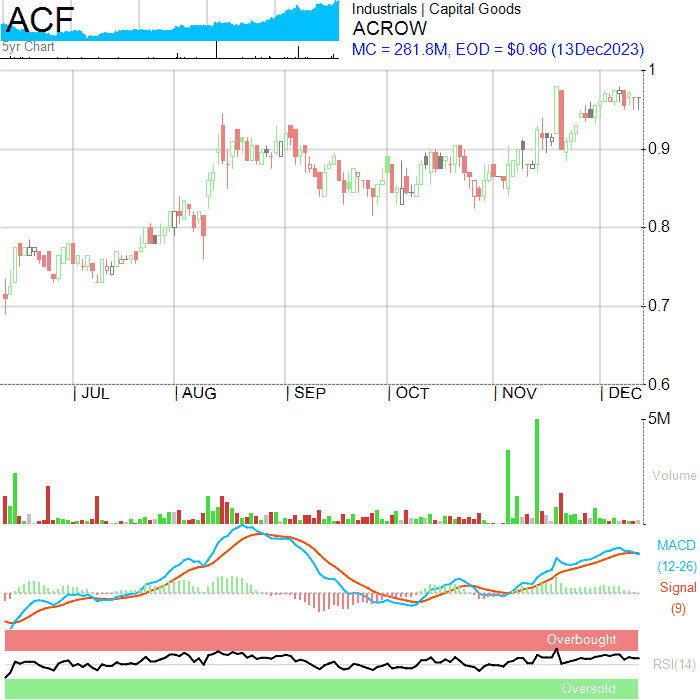 ACF
5yr Chart
Industrials | Capital Goods
ACROW
MC = 281.8M, EOD = $0.96 (13Dec2023)
1
0.9
0.8
0.7
0.6
| JUL | AUG | SEP | OCT | NOV | DEC
5M
Volume
MACD
(12-26)
Signal
(9)
Overbought
RSI(14)
Oversold